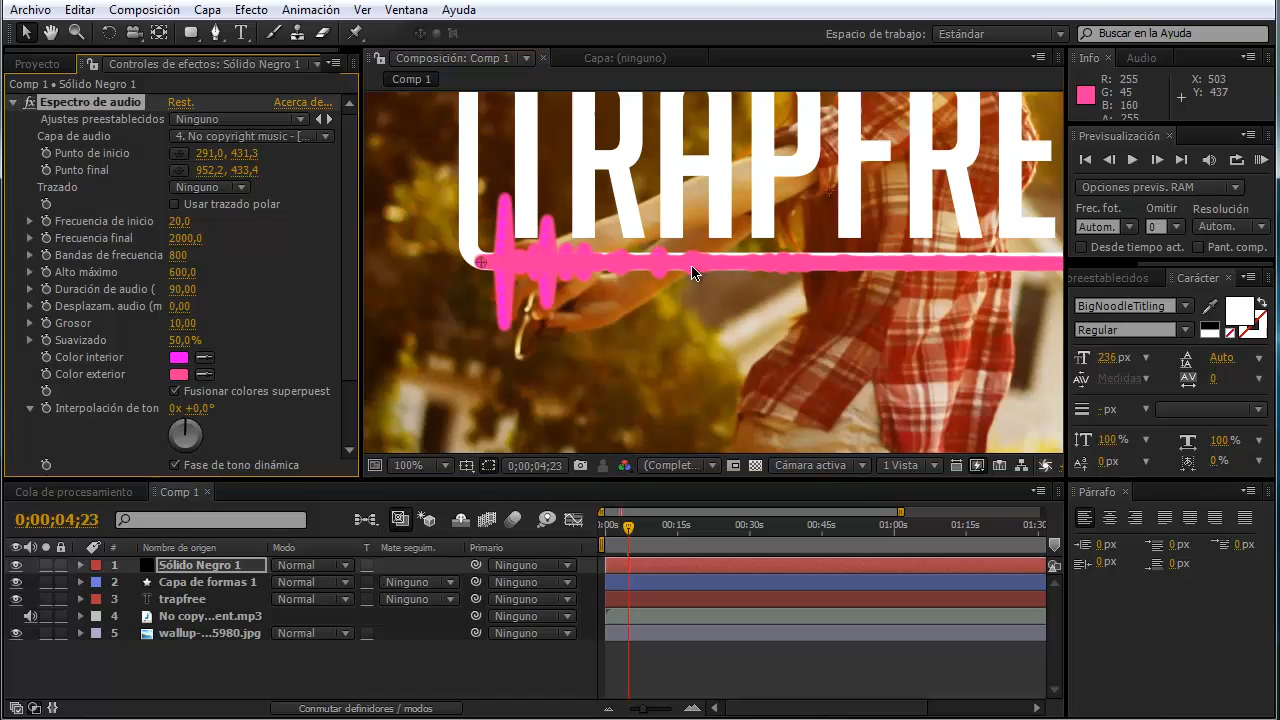 Archivo Editar Composición Capa Efecto Animación Ver Ventana Ayuda
Espacio de trabajo: Estándar Buscar en la Ayuda
Proyecto Controles de efectos: Sólido Negro 1
Comp 1 • Sólido Negro 1
Espectro de audio Rest. Acerca de...
Ajustes preestablecidos Ninguno
Capa de audio 4. No copyright music - [...
Punto de inicio 291,0, 431,3
Punto final 952,2, 433,4
Trazado Ninguno
Usar trazado polar
Frecuencia de inicio 20,0
Frecuencia final 2000,0
Bandas de frecuencia 800
Alto máximo 600,0
Duración de audio ( 90,00
Desplazam. audio (m 0,00
Grosor 10,00
Suavizado 50,0%
Color interior
Color exterior
Fusionar colores superpuest
Interpolación de ton 0x +0,0°
Fase de tono dinámica
Composición: Comp 1 Capa: (ninguno)
Comp 1
TRAPFRE
100% 0;00;04;23 (Complet... Cámara activa 1 Vista
Info Audio
R: 255 X: 503
G: 45 Y: 437
B: 160
A: 255
Previsualización
Opciones previs. RAM
Frec. fot. Omitir Resolución
Autom. 0 Autom.
Desde tiempo act. Pant. comp.
preestablecidos Carácter
BigNoodleTitling
Regular
236 px Auto
Medidas 0
- px
100 % 100 %
0 px 0 %
Párrafo
0 px 0 px 0 px
0 px 0 px
Cola de procesamiento Comp 1
0;00;04;23
:00s 00:15s 00:30s 00:45s 01:00s 01:15s 01:30
# Nombre de origen Modo T Mate seguim. Primario
1 Sólido Negro 1 Normal Ninguno
2 Capa de formas 1 Normal Ninguno Ninguno
3 T trapfree Normal Ninguno Ninguno
4 No copy...ent.mp3 Ninguno
5 wallup-...5980.jpg Normal Ninguno Ninguno
Conmutar definidores / modos